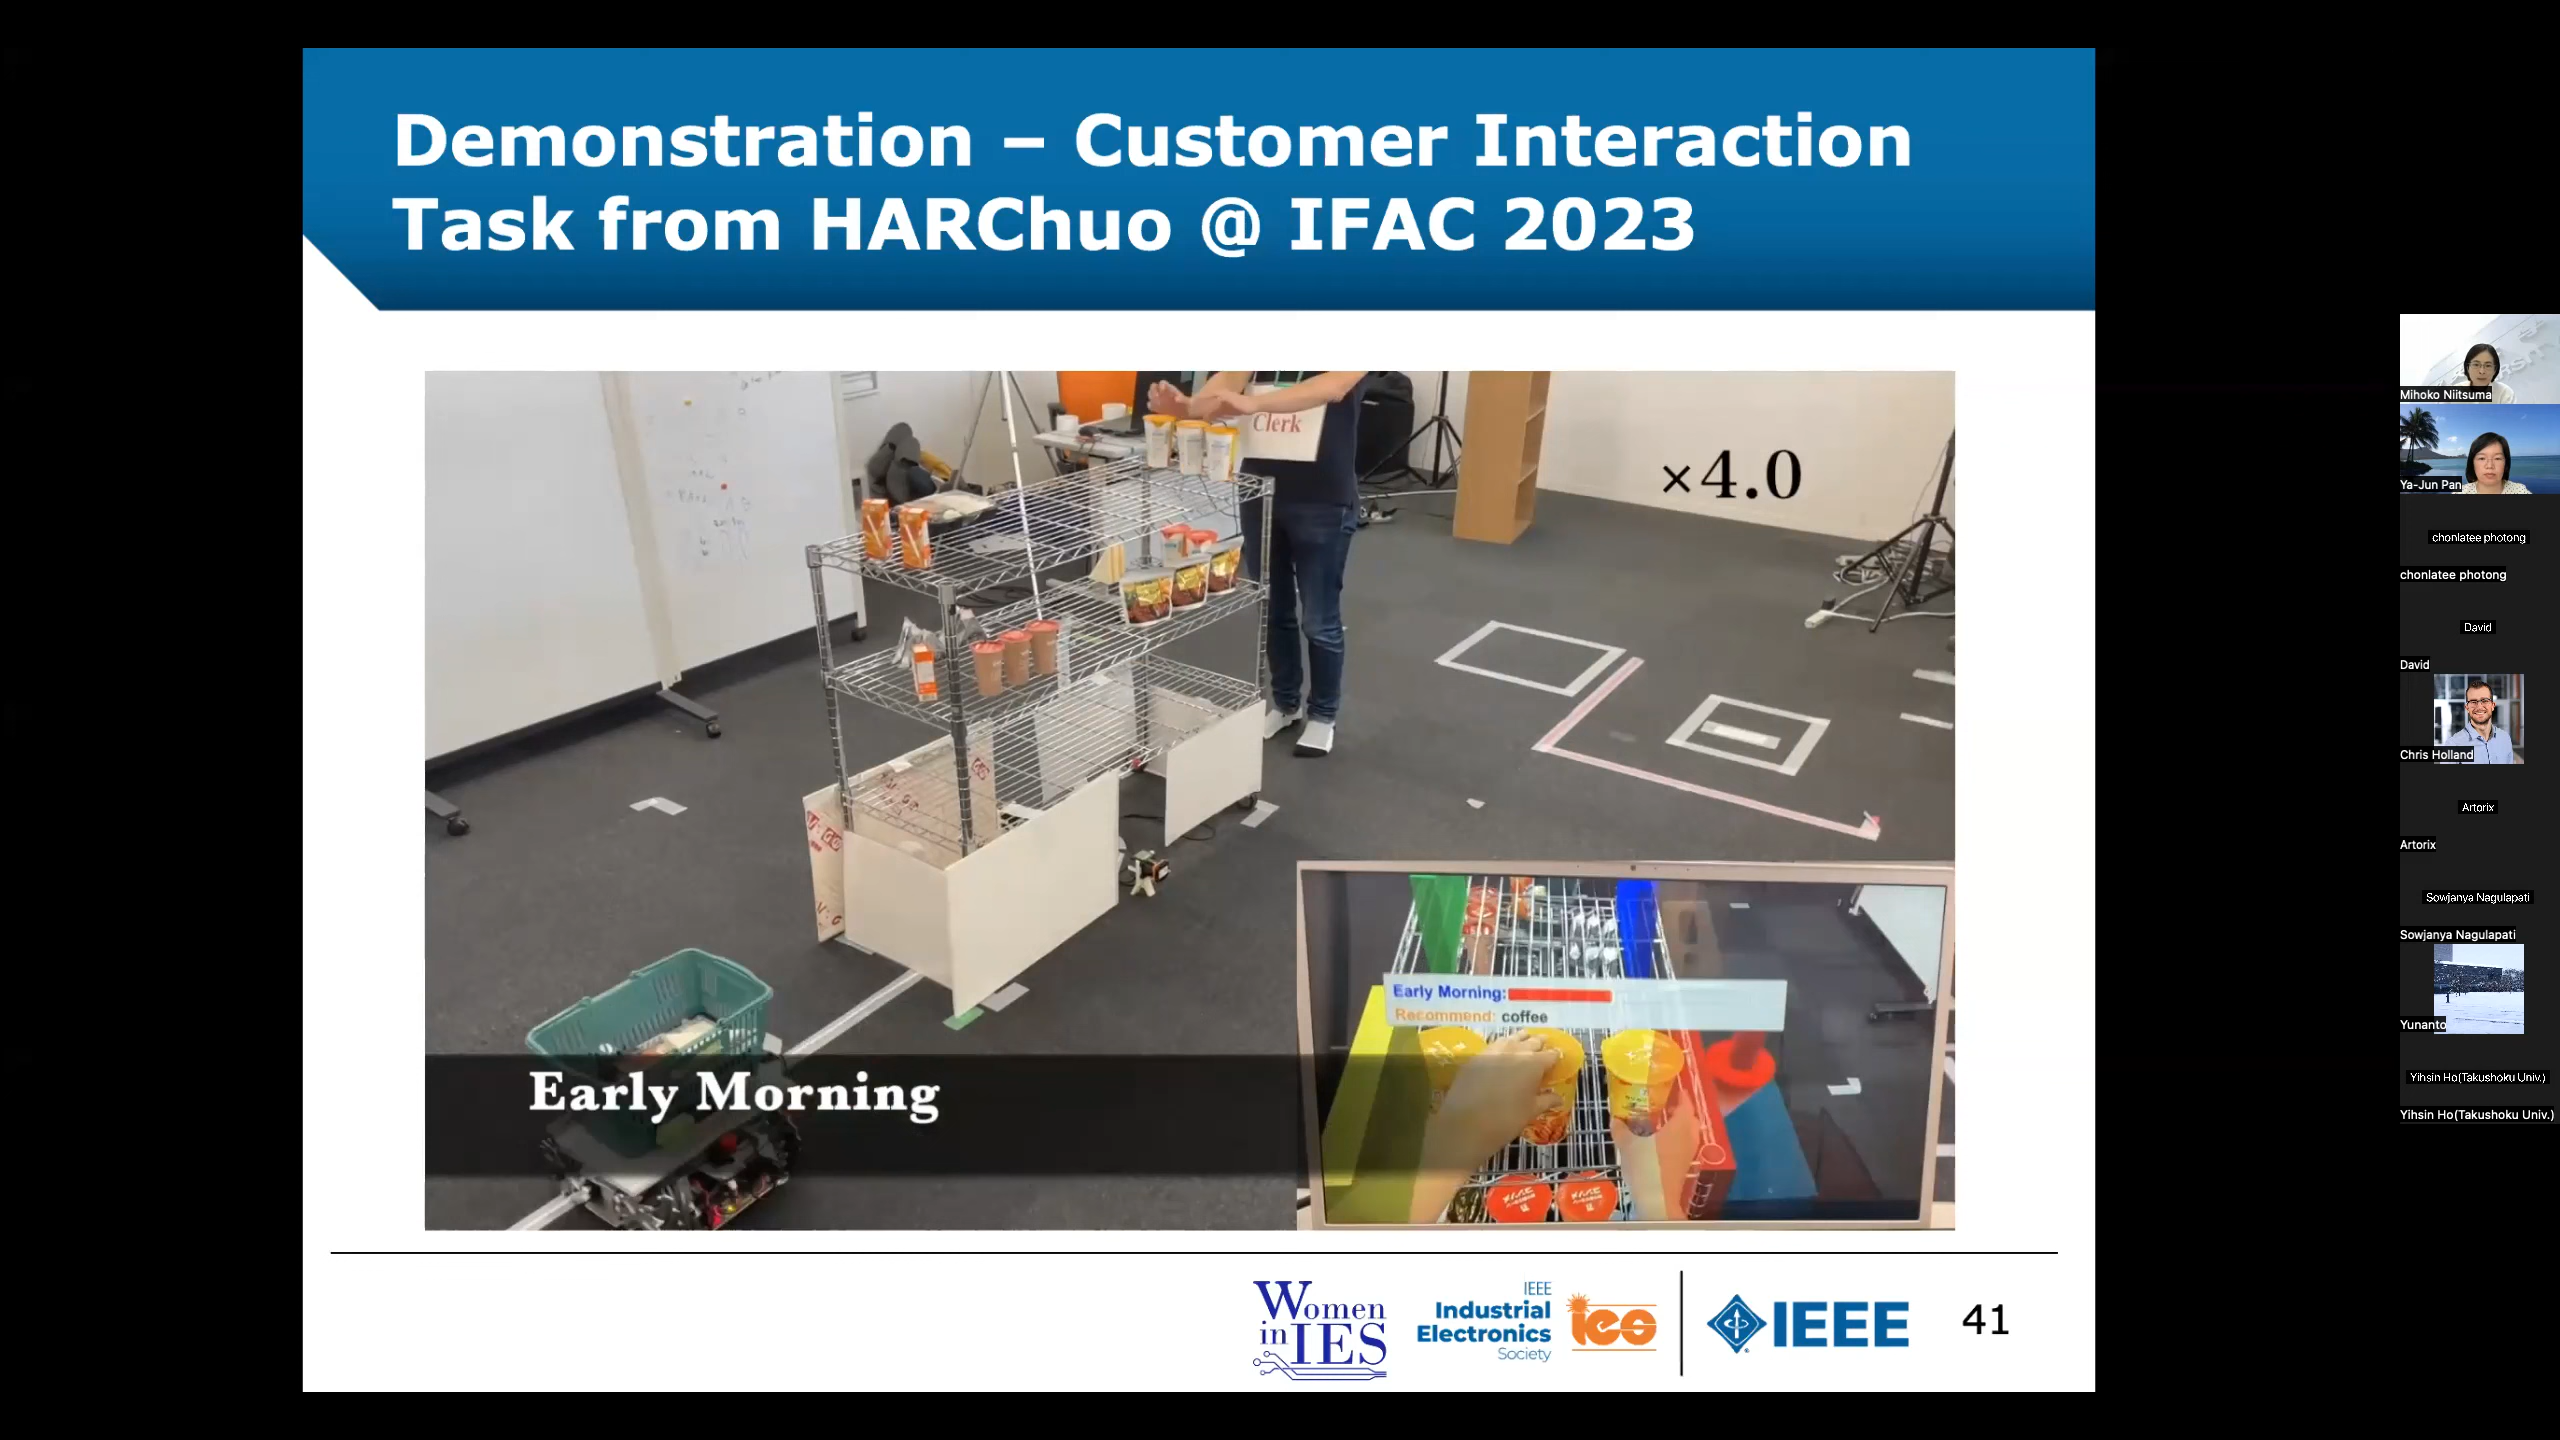 Demonstration – Customer Interaction
Task from HARChuo @ IFAC 2023
Clerk
×4.0
Early Morning:
Recommend: coffee
Early Morning
Women
in IES
IEEE
Industrial
Electronics
Society
ies
IEEE
41
Mihoko Niitsuma
Ya-Jun Pan
chonlatee photong
chonlatee photong
David
David
Chris Holland
Artorix
Artorix
Sowjanya Nagulapati
Sowjanya Nagulapati
Yunanto
Yihsin Ho(Takushoku Univ.)
Yihsin Ho(Takushoku Univ.)